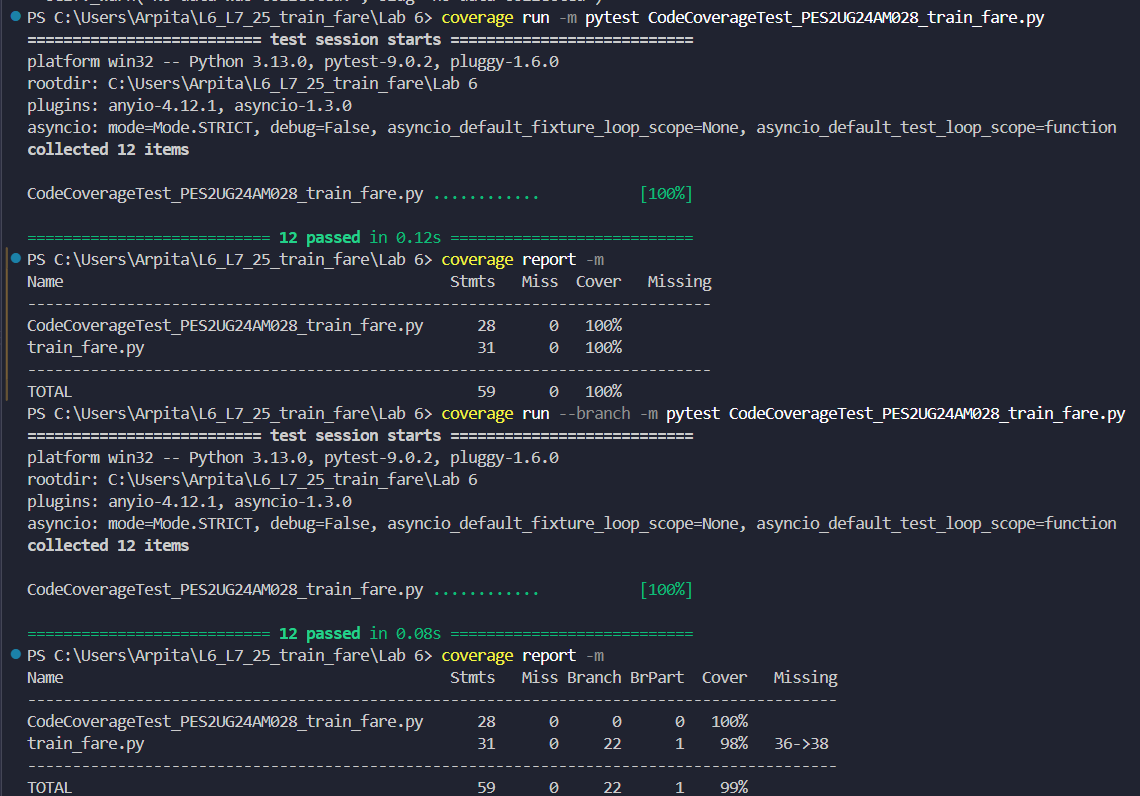 PS C:\Users\Arpita\L6_L7_25_train_fare\Lab 6> coverage run -m pytest CodeCoverageTest_PES2UG24AM028_train_fare.py
========================== test session starts ==========================
platform win32 -- Python 3.13.0, pytest-9.0.2, pluggy-1.6.0
rootdir: C:\Users\Arpita\L6_L7_25_train_fare\Lab 6
plugins: anyio-4.12.1, asyncio-1.3.0
asyncio: mode=Mode.STRICT, debug=False, asyncio_default_fixture_loop_scope=None, asyncio_default_test_loop_scope=function
collected 12 items
CodeCoverageTest_PES2UG24AM028_train_fare.py ............ [100%]
=========================== 12 passed in 0.12s ===========================
PS C:\Users\Arpita\L6_L7_25_train_fare\Lab 6> coverage report -m
Name Stmts Miss Cover Missing
------------------------------------------------------------------------------
CodeCoverageTest_PES2UG24AM028_train_fare.py 28 0 100%
train_fare.py 31 0 100%
------------------------------------------------------------------------------
TOTAL 59 0 100%
PS C:\Users\Arpita\L6_L7_25_train_fare\Lab 6> coverage run --branch -m pytest CodeCoverageTest_PES2UG24AM028_train_fare.py
========================== test session starts ==========================
platform win32 -- Python 3.13.0, pytest-9.0.2, pluggy-1.6.0
rootdir: C:\Users\Arpita\L6_L7_25_train_fare\Lab 6
plugins: anyio-4.12.1, asyncio-1.3.0
asyncio: mode=Mode.STRICT, debug=False, asyncio_default_fixture_loop_scope=None, asyncio_default_test_loop_scope=function
collected 12 items
CodeCoverageTest_PES2UG24AM028_train_fare.py ............ [100%]
=========================== 12 passed in 0.08s ===========================
PS C:\Users\Arpita\L6_L7_25_train_fare\Lab 6> coverage report -m
Name Stmts Miss Branch BrPart Cover Missing
--------------------------------------------------------------------------------------------
CodeCoverageTest_PES2UG24AM028_train_fare.py 28 0 0 0 100%
train_fare.py 31 0 22 1 98% 36->38
--------------------------------------------------------------------------------------------
TOTAL 59 0 22 1 99%